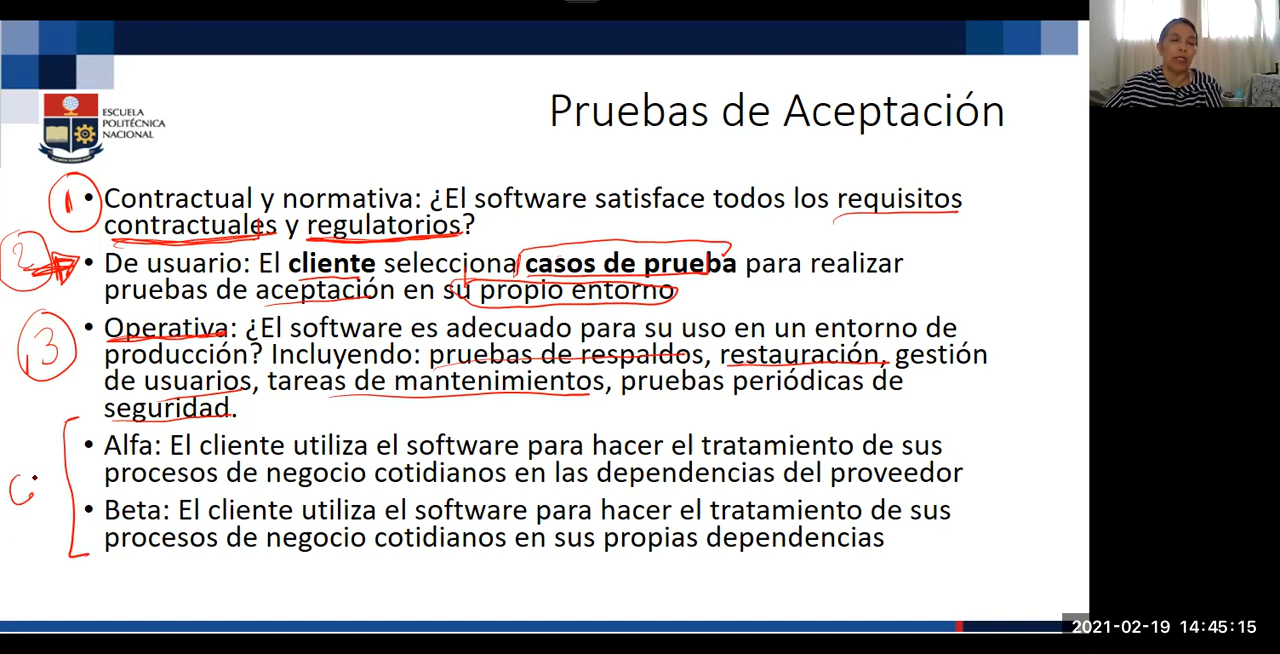 ESCUELA
POLITÉCNICA
NACIONAL
Pruebas de Aceptación
1 • Contractual y normativa: ¿El software satisface todos los requisitos
contractuales y regulatorios?
2 • De usuario: El cliente selecciona casos de prueba para realizar
pruebas de aceptación en su propio entorno
3 • Operativa: ¿El software es adecuado para su uso en un entorno de
producción? Incluyendo: pruebas de respaldos, restauración, gestión
de usuarios, tareas de mantenimientos, pruebas periódicas de
seguridad.
• Alfa: El cliente utiliza el software para hacer el tratamiento de sus
procesos de negocio cotidianos en las dependencias del proveedor
• Beta: El cliente utiliza el software para hacer el tratamiento de sus
procesos de negocio cotidianos en sus propias dependencias
2021-02-19 14:45:15